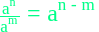 aⁿ/aᵐ = aⁿ ⁻ ᵐ